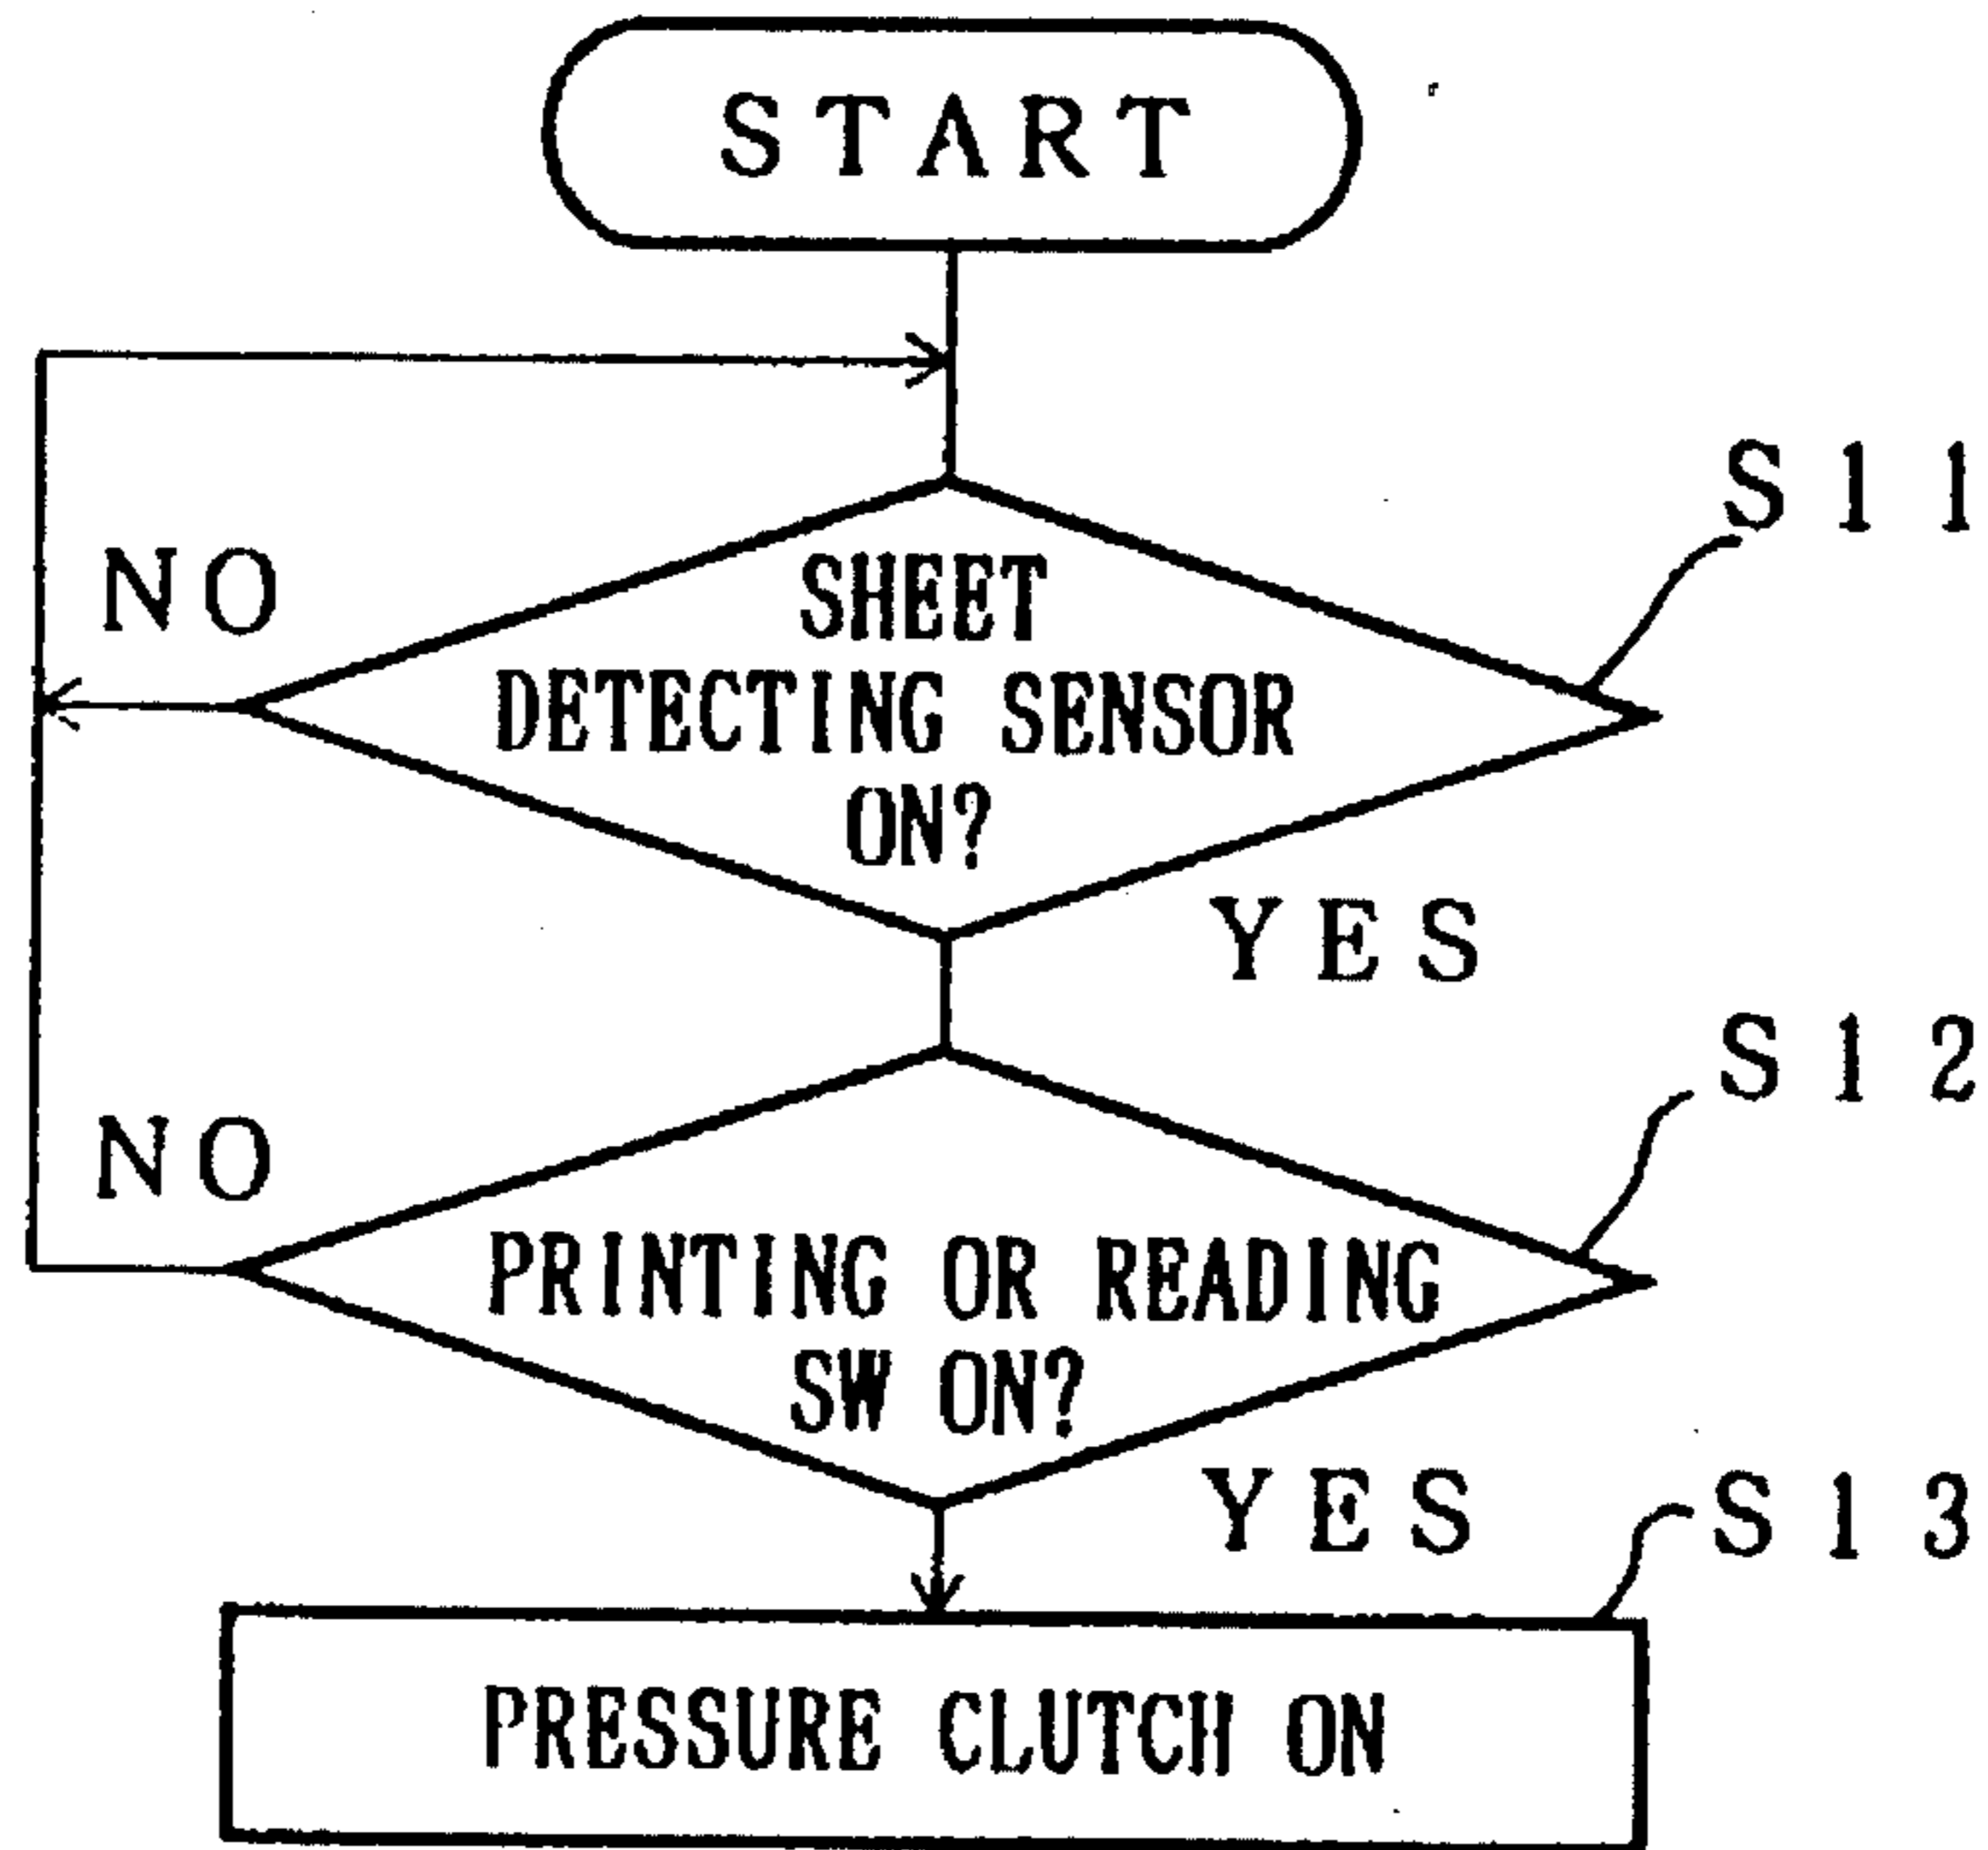 START
S11
NO
SHEET
DETECTING SENSOR
ON?
YES
S12
NO
PRINTING OR READING
SW ON?
YES
S13
PRESSURE CLUTCH ON